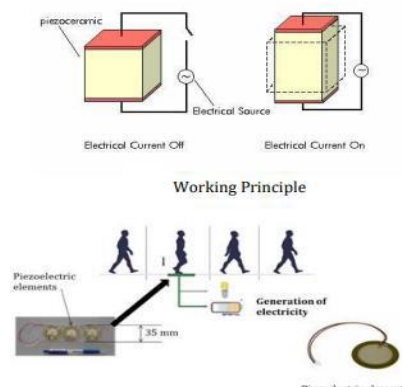 piezoceramic
Electrical Source
Electrical Current Off
Electrical Current On
Working Principle
Piezoelectric
elements
35 mm
Generation of
electricity